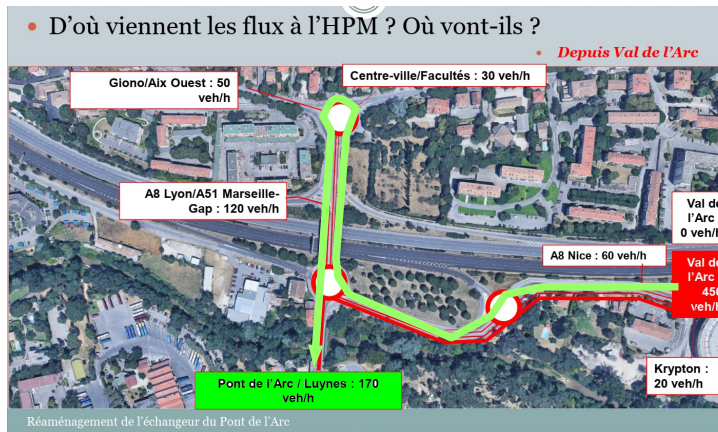 • D'où viennent les flux à l'HPM ? Où vont-ils ?
• Depuis Val de l'Arc
Centre-ville/Facultés : 30 veh/h
Giono/Aix Ouest : 50
veh/h
A8 Lyon/A51 Marseille-
Gap : 120 veh/h
Val de
l'Arc
0 veh/h
A8 Nice : 60 veh/h
Val de
l'Arc
450
veh/
Krypton :
20 veh/h
Pont de l'Arc / Luynes : 170
veh/h
Réaménagement de l'échangeur du Pont de l'Arc